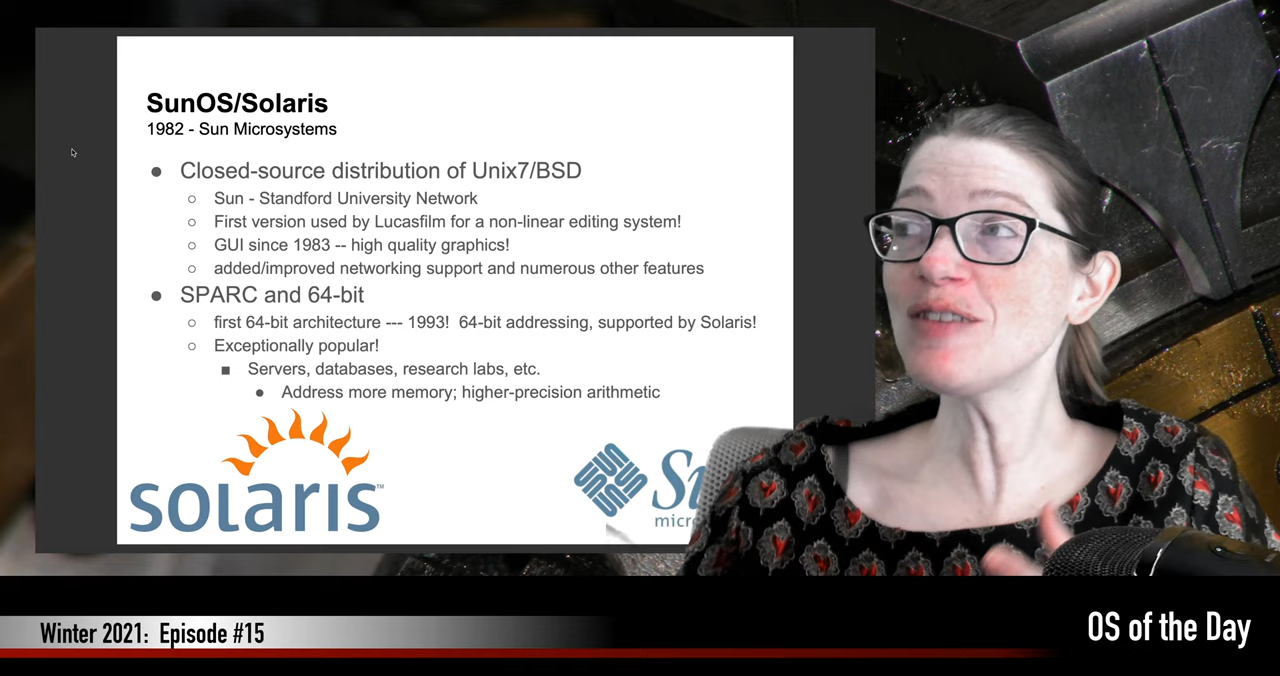 SunOS/Solaris
1982 - Sun Microsystems
Closed-source distribution of Unix7/BSD
Sun - Standford University Network
First version used by Lucasfilm for a non-linear editing system!
GUI since 1983 -- high quality graphics!
added/improved networking support and numerous other features
SPARC and 64-bit
first 64-bit architecture --- 1993!  64-bit addressing, supported by Solaris!
Exceptionally popular!
Servers, databases, research labs, etc.
Address more memory; higher-precision arithmetic
solaris™
Winter 2021:  Episode #15
OS of the Day